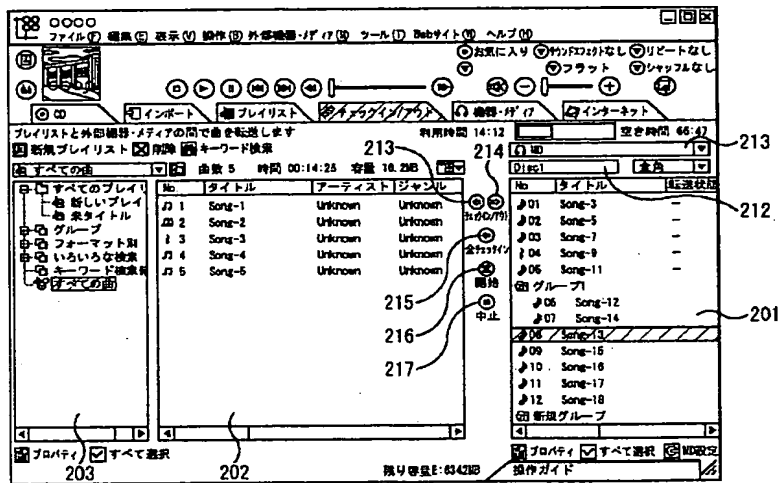 ○○○○
ファイル(F) 編集(E) 表示(V) 操作(B) 外部機器・メディア(M) ツール(T) Webサイト(W) ヘルプ(H)
お気に入り サウンドエフェクトなし リピートなし
フラット シャッフルなし
CD インポート プレイリスト チェックイン/アウト 機器・メディア インターネット
プレイリストと外部機器・メディアの間で曲を転送します
利用時間 14:12 空き時間 66:47
新規プレイリスト 削除 キーワード検索
213
214
MD
213
すべての曲 曲数 5 時間 00:14:25 容量 10.2MB
Disc1 全角
212
すべてのプレイリ
新しいプレイ
未タイトル
グループ
フォーマット別
いろいろな検索
キーワード検索
すべての曲
No. タイトル アーティスト ジャンル
1 Song-1 Unknown Unknown
2 Song-2 Unknown Unknown
3 Song-3 Unknown Unknown
4 Song-4 Unknown Unknown
5 Song-5 Unknown Unknown
チェックイン/アウト
215
全チェックイン
216
開始
217
中止
No タイトル 転送状態
01 Song-3 —
02 Song-5 —
03 Song-7 —
04 Song-9 —
05 Song-11 —
グループ1
06 Song-12
07 Song-14
201
08 Song-13
09 Song-15
10 Song-16
11 Song-17
12 Song-18
新規グループ
プロパティ すべて選択
プロパティ すべて選択 MD設定
203
202
残り容量E:6342MB
操作ガイド